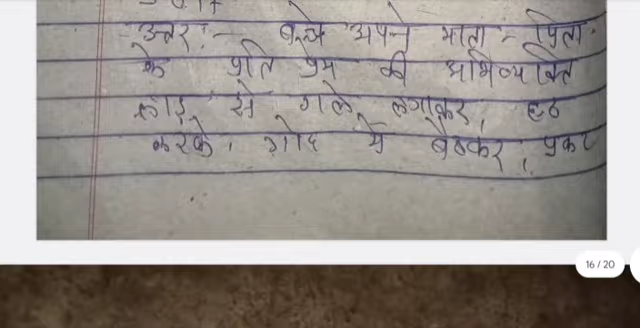 उत्तर :- बच्चे अपने माता - पिता
के प्रति प्रेम की अभिव्यक्ति
लाड़ से गले लगाकर, हठ
करके, गोद में बैठकर, प्रकट
16 / 20